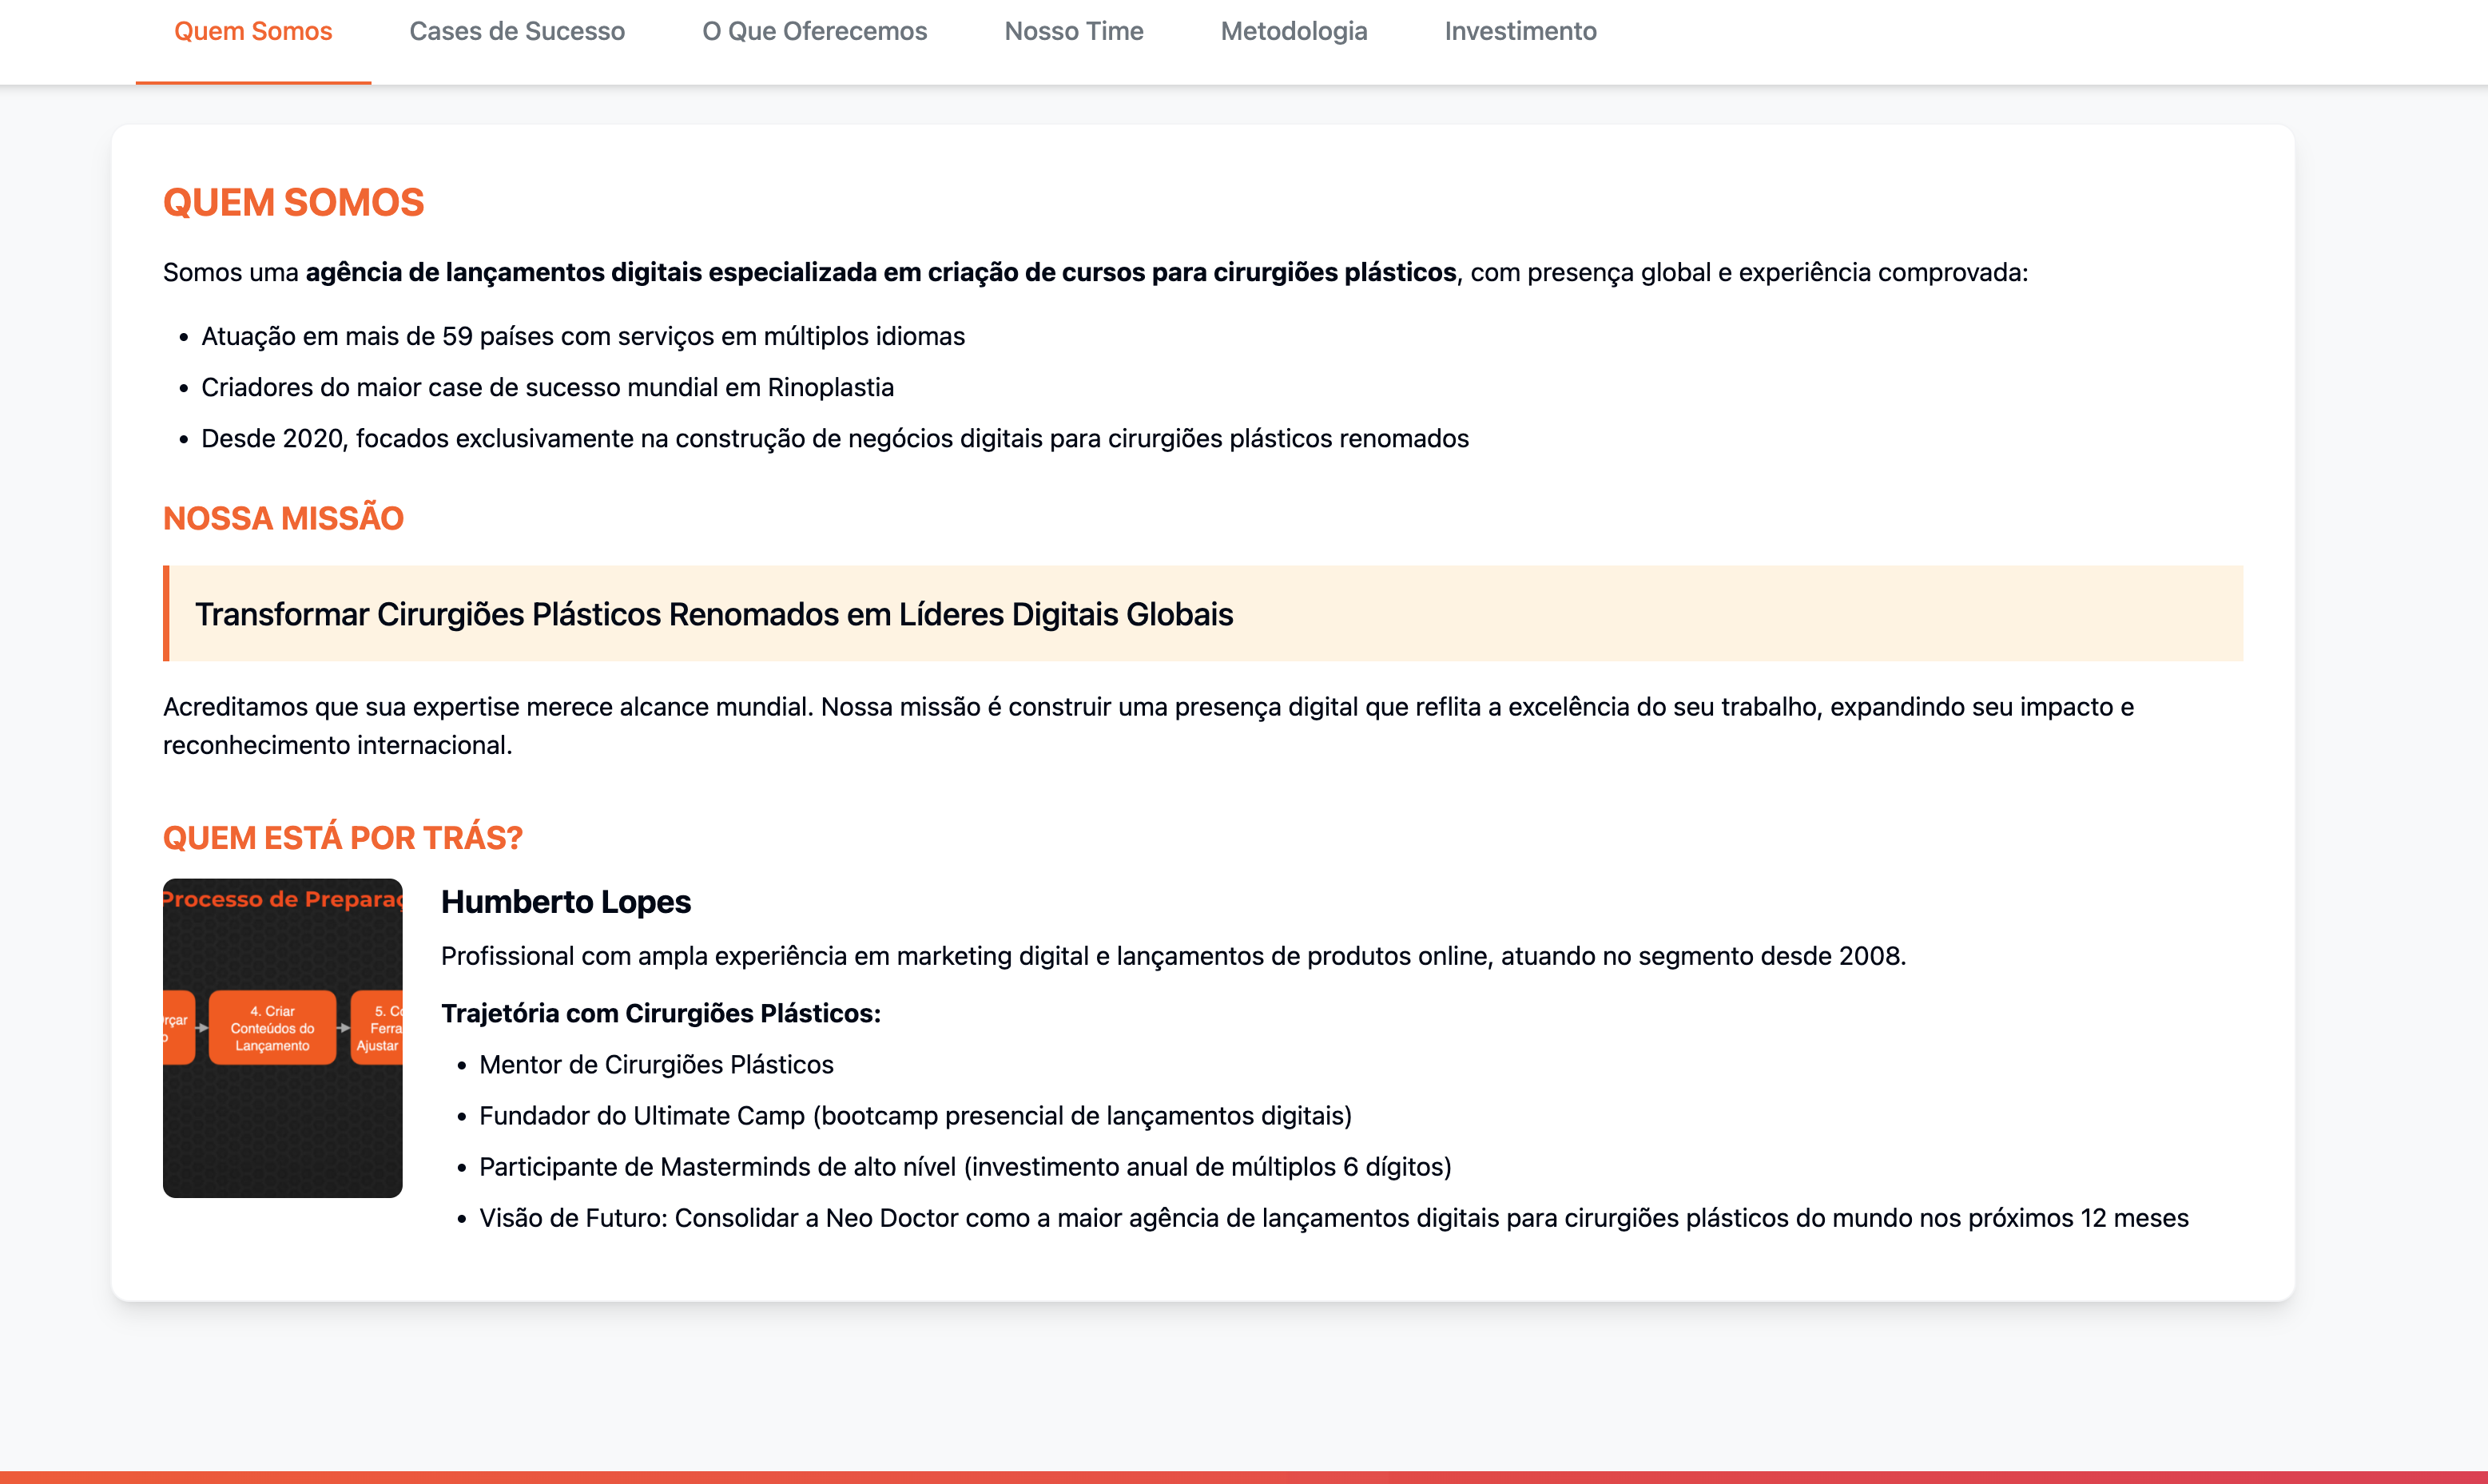 Quem Somos
Cases de Sucesso
O Que Oferecemos
Nosso Time
Metodologia
Investimento
QUEM SOMOS
Somos uma agência de lançamentos digitais especializada em criação de cursos para cirurgiões plásticos, com presença global e experiência comprovada:
Atuação em mais de 59 países com serviços em múltiplos idiomas
Criadores do maior case de sucesso mundial em Rinoplastia
Desde 2020, focados exclusivamente na construção de negócios digitais para cirurgiões plásticos renomados
NOSSA MISSÃO
Transformar Cirurgiões Plásticos Renomados em Líderes Digitais Globais
Acreditamos que sua expertise merece alcance mundial. Nossa missão é construir uma presença digital que reflita a excelência do seu trabalho, expandindo seu impacto e
reconhecimento internacional.
QUEM ESTÁ POR TRÁS?
Processo de
4. Criar
Conteúdos do
Lançamento
5.
Ajustar
Humberto Lopes
Profissional com ampla experiência em marketing digital e lançamentos de produtos online, atuando no segmento desde 2008.
Trajetória com Cirurgiões Plásticos:
Mentor de Cirurgiões Plásticos
Fundador do Ultimate Camp (bootcamp presencial de lançamentos digitais)
Participante de Masterminds de alto nível (investimento anual de múltiplos 6 dígitos)
Visão de Futuro: Consolidar a Neo Doctor como a maior agência de lançamentos digitais para cirurgiões plásticos do mundo nos próximos 12 meses